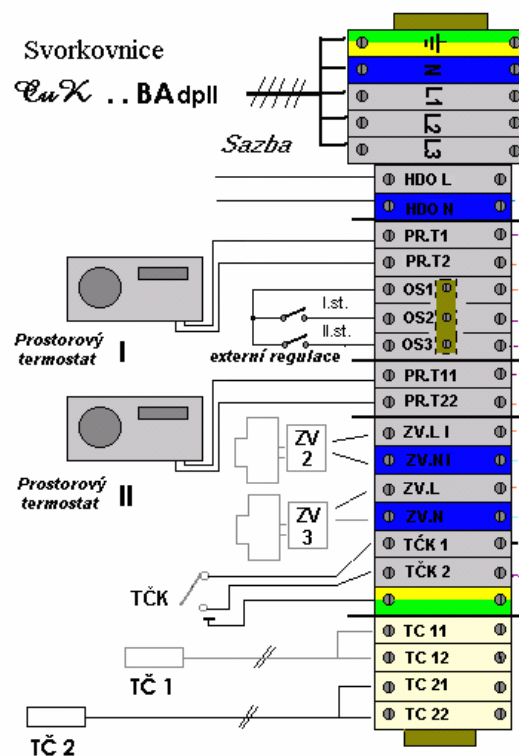 Svorkovnice
CuK . . BA dpll
Sazba
N
L1
L2
L3
HDO L
HDO N
PR.T1
PR.T2
OS1
OS2
OS3
I.st.
II.st.
externí regulace
Prostorový
termostat I
PR.T11
PR.T22
Prostorový
termostat II
ZV
2
ZV.L I
ZV.N I
ZV
3
ZV.L
ZV.N
TČK
TČK 1
TČK 2
TC 11
TC 12
TČ 1
TC 21
TC 22
TČ 2